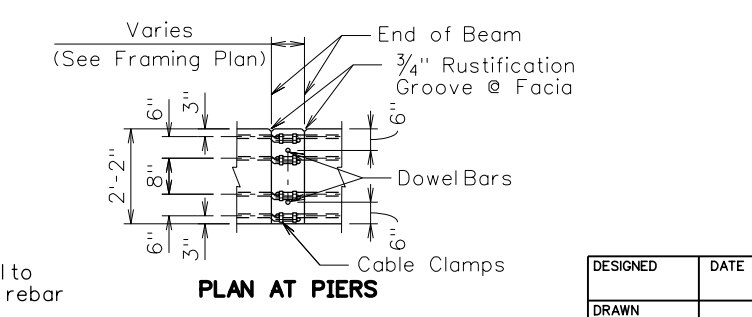 Varies
(See Framing Plan)
End of Beam
3/4" Rustification
Groove @ Facia
6"
3"
6"
2'-2"
8"
Dowel Bars
6"
3"
6"
Cable Clamps
l to
rebar
PLAN AT PIERS
DESIGNED DATE
DRAWN